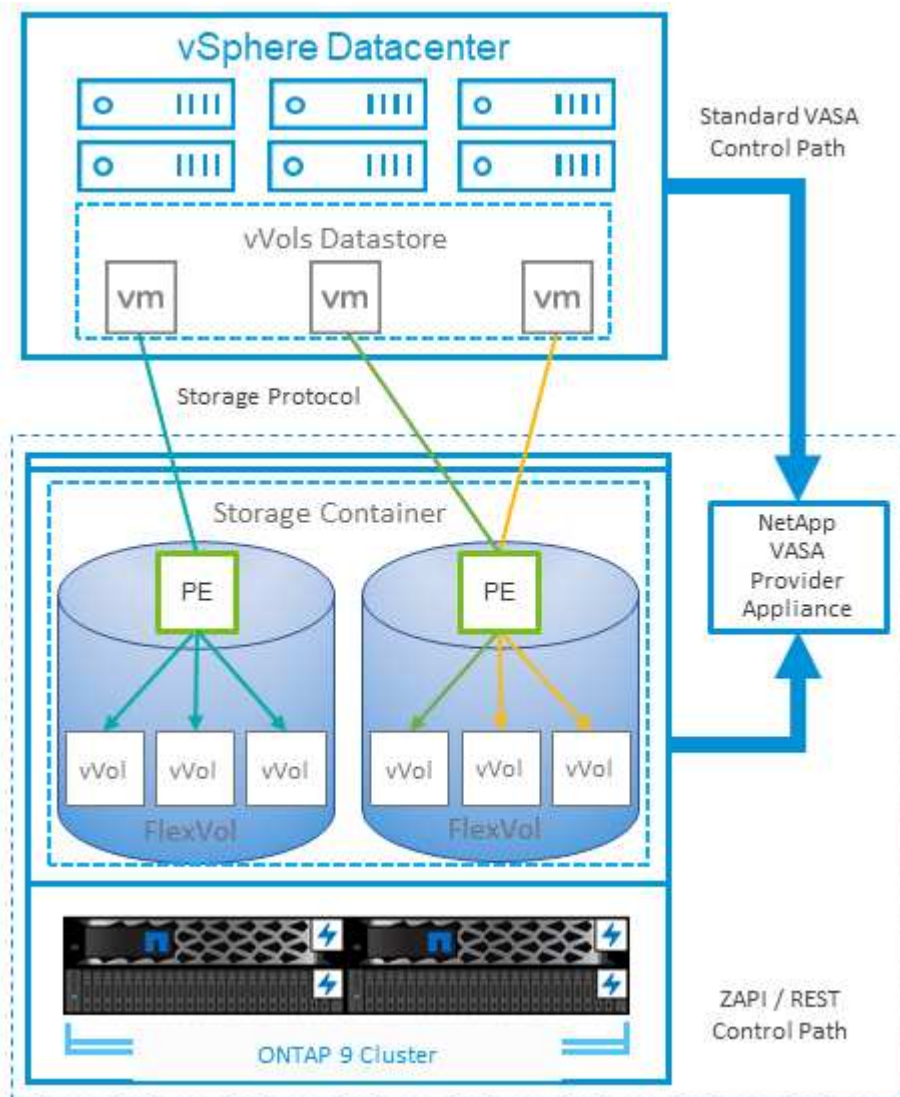 vSphere Datacenter
Standard VASA
Control Path
vVols Datastore
vm
vm
vm
Storage Protocol
Storage Container
PE
PE
NetApp
VASA
Provider
Appliance
vVol
vVol
vVol
vVol
vVol
vVol
FlexVol
FlexVol
ZAPI / REST
Control Path
ONTAP 9 Cluster